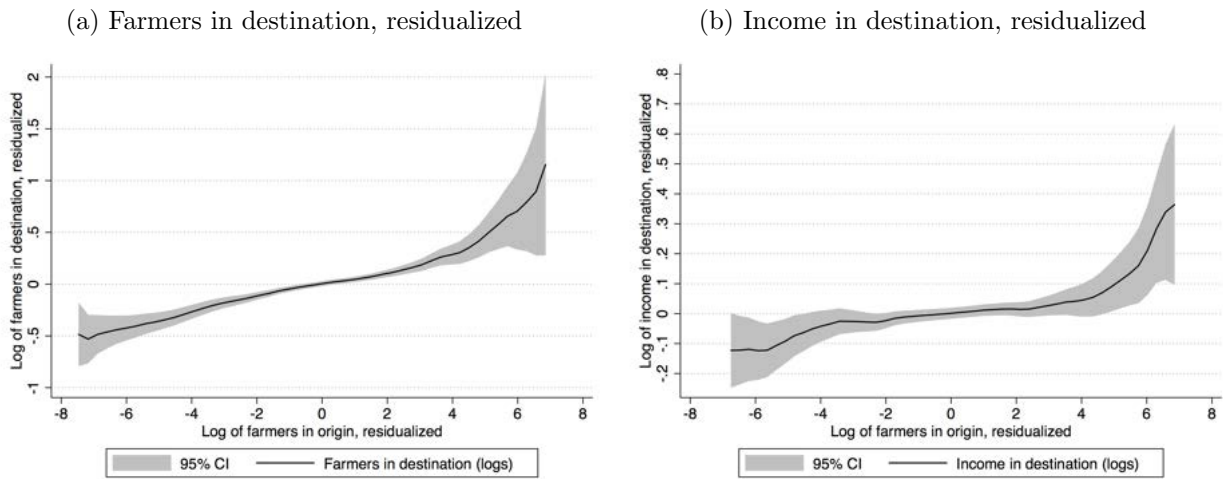 (a) Farmers in destination, residualized
Log of farmers in destination, residualized
2
1.5
1
.5
0
-.5
-1
-8 -6 -4 -2 0 2 4 6 8
Log of farmers in origin, residualized
95% CI Farmers in destination (logs)
(b) Income in destination, residualized
Log of income in destination, residualized
.8
.7
.6
.5
.4
.3
.2
.1
0
-.1
-.2
-8 -6 -4 -2 0 2 4 6 8
Log of farmers in origin, residualized
95% CI Income in destination (logs)